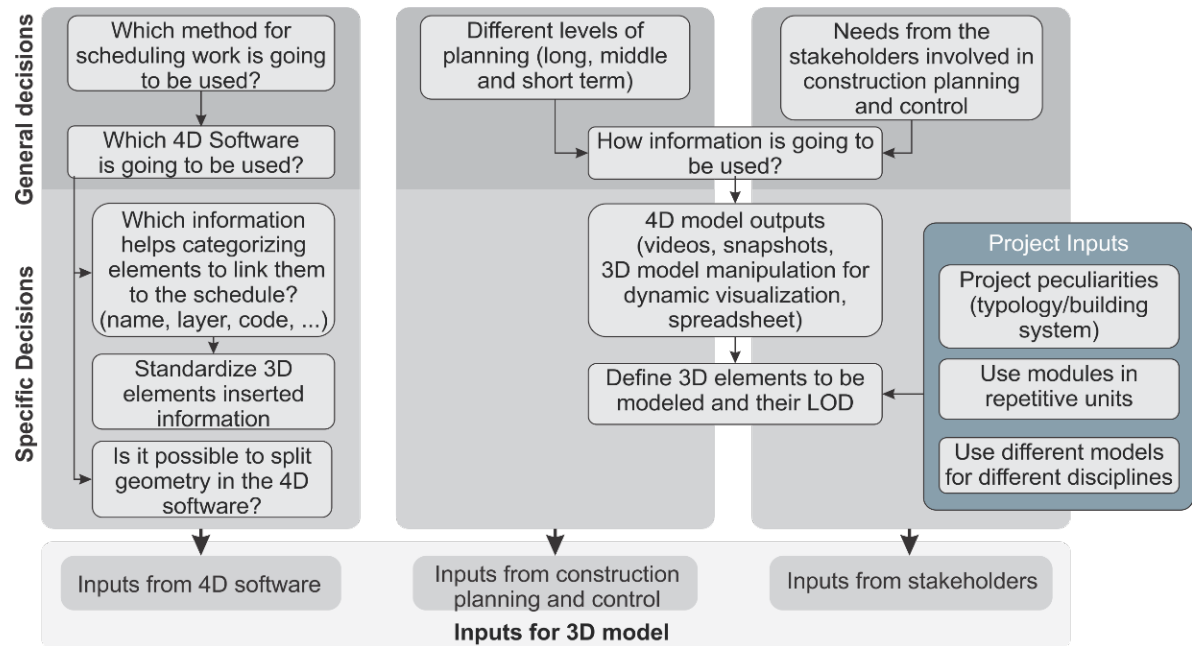 General decisions
Which method for
scheduling work is going
to be used?
Which 4D Software
is going to be used?
Different levels of
planning (long, middle
and short term)
Needs from the
stakeholders involved in
construction planning
and control
How information is going to
be used?
Specific Decisions
Which information
helps categorizing
elements to link them
to the schedule?
(name, layer, code, ...)
Standardize 3D
elements inserted
information
Is it possible to split
geometry in the 4D
software?
4D model outputs
(videos, snapshots,
3D model manipulation for
dynamic visualization,
spreadsheet)
Define 3D elements to be
modeled and their LOD
Project Inputs
Project peculiarities
(typology/building
system)
Use modules in
repetitive units
Use different models
for different disciplines
Inputs from 4D software
Inputs from construction
planning and control
Inputs from stakeholders
Inputs for 3D model